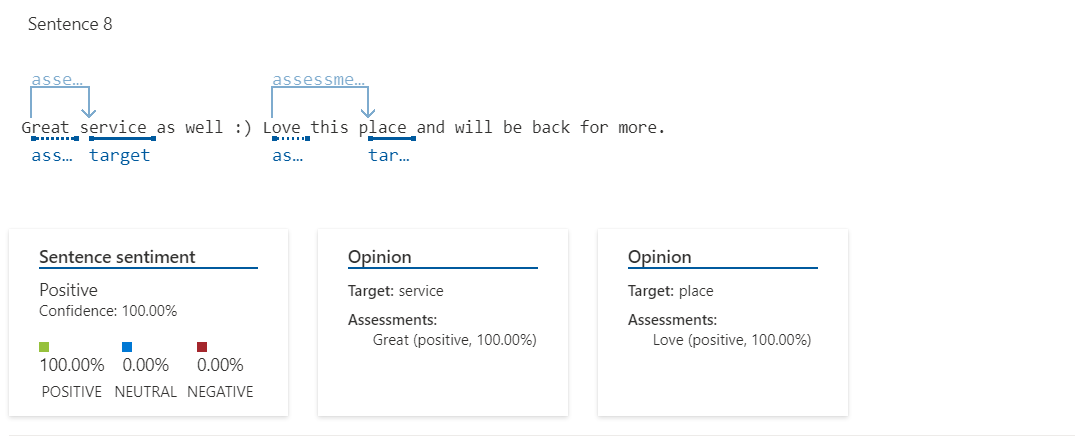 Sentence 8
asse... assessme...
Great service as well :) Love this place and will be back for more.
ass... target as... tar...
Sentence sentiment
Positive
Confidence: 100.00%
100.00% 0.00% 0.00%
POSITIVE NEUTRAL NEGATIVE
Opinion
Target: service
Assessments:
Great (positive, 100.00%)
Opinion
Target: place
Assessments:
Love (positive, 100.00%)